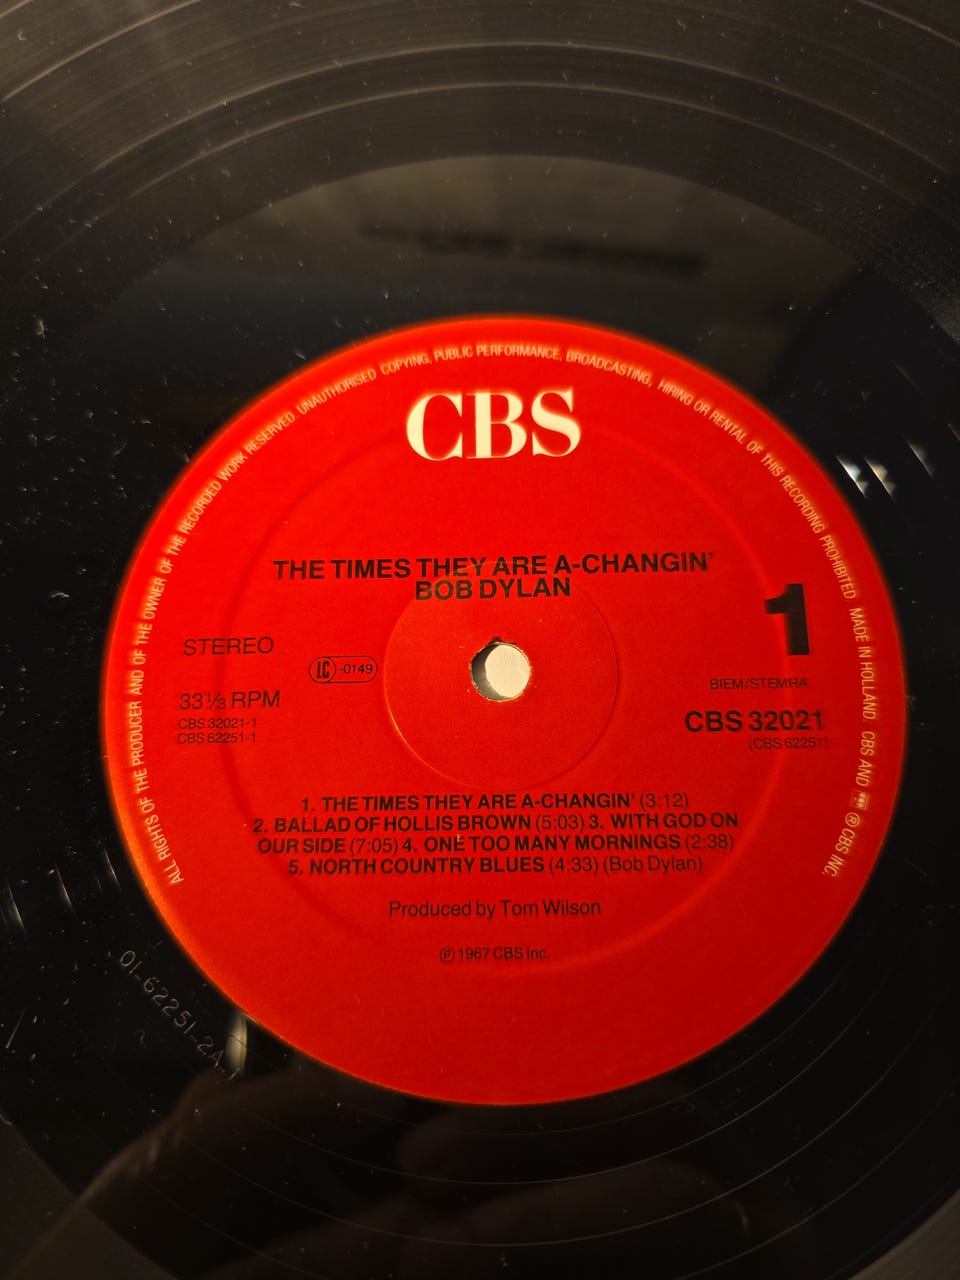 ALL RIGHTS OF THE PRODUCER AND OF THE OWNER OF THE RECORDED WORK RESERVED. UNAUTHORISED COPYING, PUBLIC PERFORMANCE, BROADCASTING, HIRING OR RENTAL OF THIS RECORDING PROHIBITED MADE IN HOLLAND. CBS AND ℗ CBS INC.
CBS
THE TIMES THEY ARE A-CHANGIN'
BOB DYLAN
STEREO
LC -0149
33⅓ RPM
CBS 32021-1
CBS 62251-1
1
BIEM/STEMRA
CBS 32021
(CBS 62251)
1. THE TIMES THEY ARE A-CHANGIN' (3:12)
2. BALLAD OF HOLLIS BROWN (5:03) 3. WITH GOD ON
OUR SIDE (7:05) 4. ONE TOO MANY MORNINGS (2:38)
5. NORTH COUNTRY BLUES (4:33) (Bob Dylan)
Produced by Tom Wilson
℗ 1967 CBS Inc.
01-62251-2A